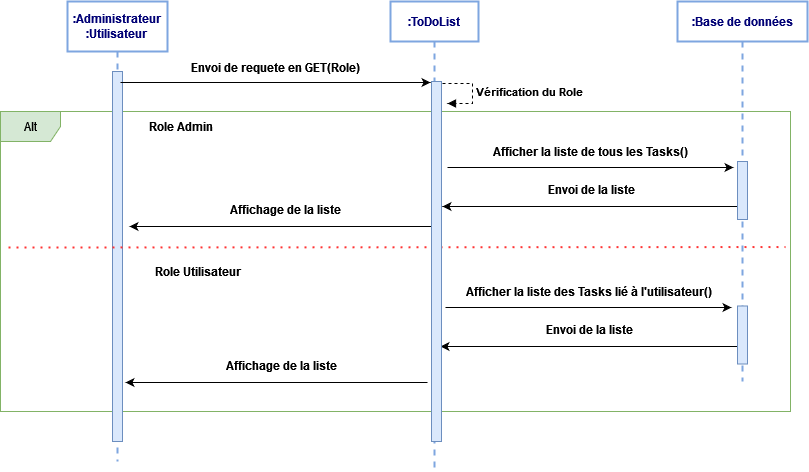 :Administrateur
:Utilisateur
:ToDoList
:Base de données
Envoi de requete en GET(Role)
Vérification du Role
Alt
Role Admin
Afficher la liste de tous les Tasks()
Envoi de la liste
Affichage de la liste
Role Utilisateur
Afficher la liste des Tasks lié à l'utilisateur()
Envoi de la liste
Affichage de la liste